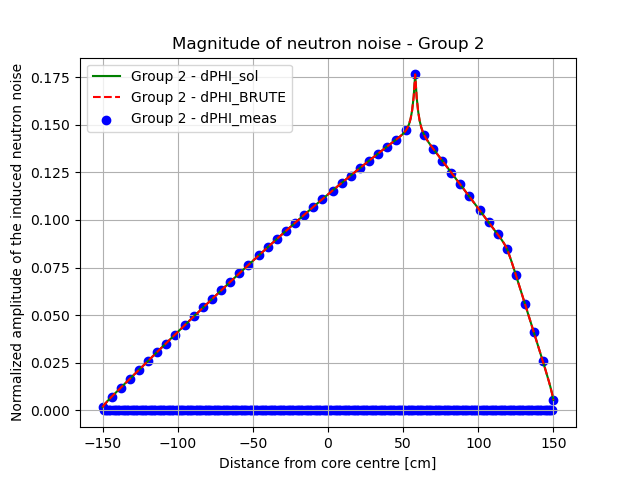 Magnitude of neutron noise - Group 2
Normalized amplitude of the induced neutron noise
0.175
0.150
0.125
0.100
0.075
0.050
0.025
0.000
Group 2 - dPHI_sol
Group 2 - dPHI_BRUTE
Group 2 - dPHI_meas
−150 −100 −50 0 50 100 150
Distance from core centre [cm]